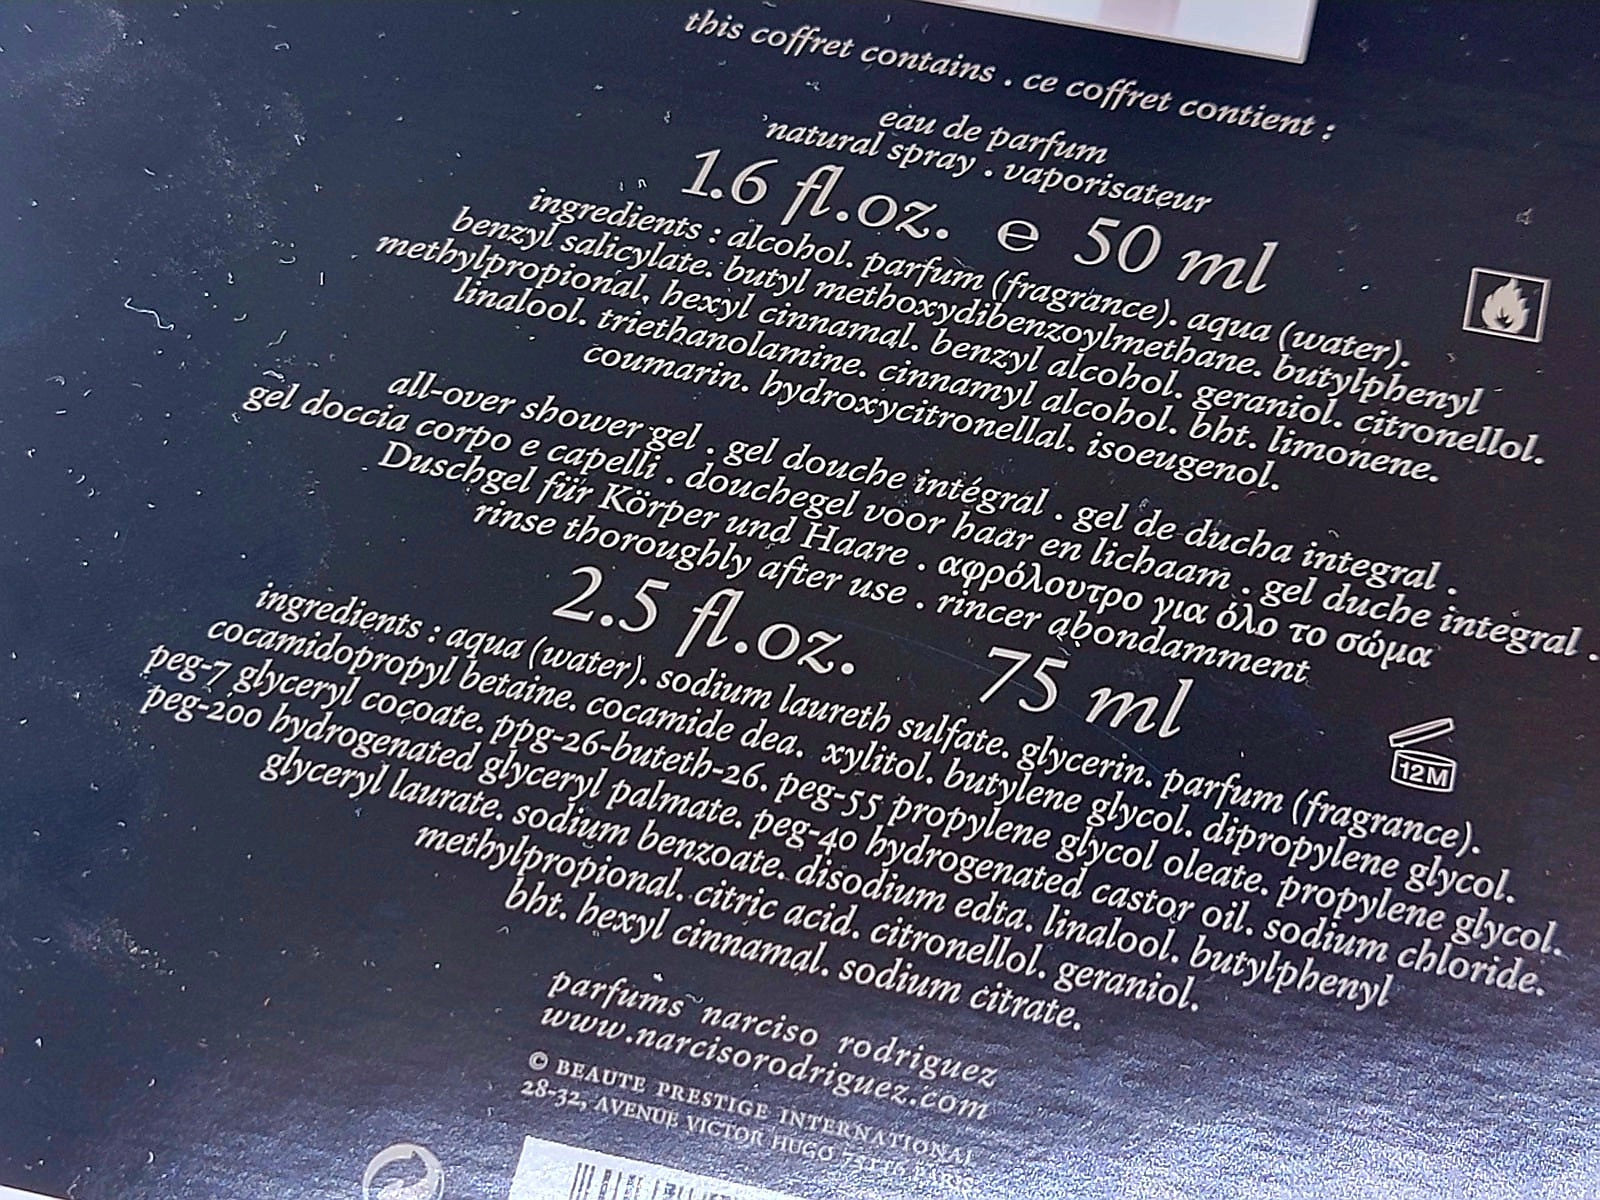 this coffret contains . ce coffret contient :
eau de parfum
natural spray . vaporisateur
1.6 fl.oz. e 50 ml
ingredients : alcohol. parfum (fragrance). aqua (water).
benzyl salicylate. butyl methoxydibenzoylmethane. butylphenyl
methylpropional. hexyl cinnamal. benzyl alcohol. geraniol. citronellol.
linalool. triethanolamine. cinnamyl alcohol. bht. limonene.
coumarin. hydroxycitronellal. isoeugenol.
all-over shower gel . gel douche intégral . gel de ducha integral .
gel doccia corpo e capelli . douchegel voor haar en lichaam . gel duche integral .
Duschgel für Körper und Haare . αφρόλουτρο για όλο το σώμα
rinse thoroughly after use . rincer abondamment
2.5 fl.oz. 75 ml
12M
ingredients : aqua (water). sodium laureth sulfate. glycerin. parfum (fragrance).
cocamidopropyl betaine. cocamide dea. xylitol. butylene glycol. dipropylene glycol.
peg-7 glyceryl cocoate. ppg-26-buteth-26. peg-55 propylene glycol oleate. propylene glycol.
peg-200 hydrogenated glyceryl palmate. peg-40 hydrogenated castor oil. sodium chloride.
glyceryl laurate. sodium benzoate. disodium edta. linalool. butylphenyl
methylpropional. citric acid. citronellol. geraniol.
bht. hexyl cinnamal. sodium citrate.
parfums narciso rodriguez
www.narcisorodriguez.com
© BEAUTE PRESTIGE INTERNATIONAL
28-32, AVENUE VICTOR HUGO 75116 PARIS